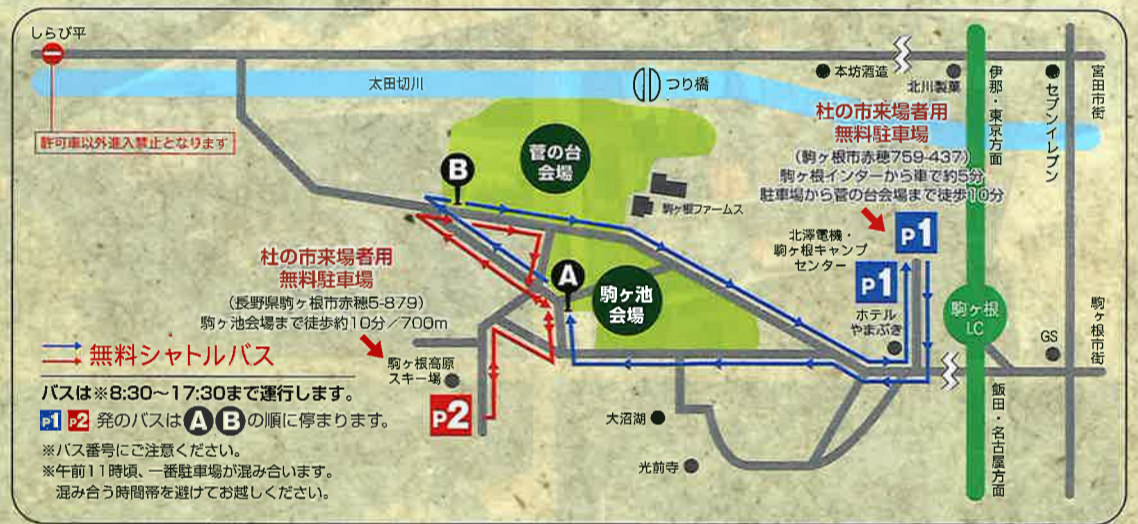 しらび平
許可車以外進入禁止となります
太田切川
つり橋
本坊酒造
北川製菓
伊那・東京方面
セブンイレブン
宮田市街
杜の市来場者用
無料駐車場
(駒ヶ根市赤穂759-437)
駒ヶ根インターから車で約5分
駐車場から菅の台会場まで徒歩10分
菅の台
会場
B
駒ヶ根ファームス
北澤電機・
駒ヶ根キャンプ
センター
P1
P1
ホテル
やまぶき
杜の市来場者用
無料駐車場
(長野県駒ヶ根市赤穂5-879)
駒ヶ池会場まで徒歩約10分/700m
A
駒ヶ池
会場
駒ヶ根
I.C
駒ヶ根市街
GS
無料シャトルバス
駒ヶ根高原
スキー場
P2
バスは※8:30〜17:30まで運行します。
P1 P2 発のバスはABの順に停まります。
※バス番号にご注意ください。
※午前11時頃、一番駐車場が混み合います。
混み合う時間帯を避けてお越しください。
大沼湖
光前寺
飯田・名古屋方面